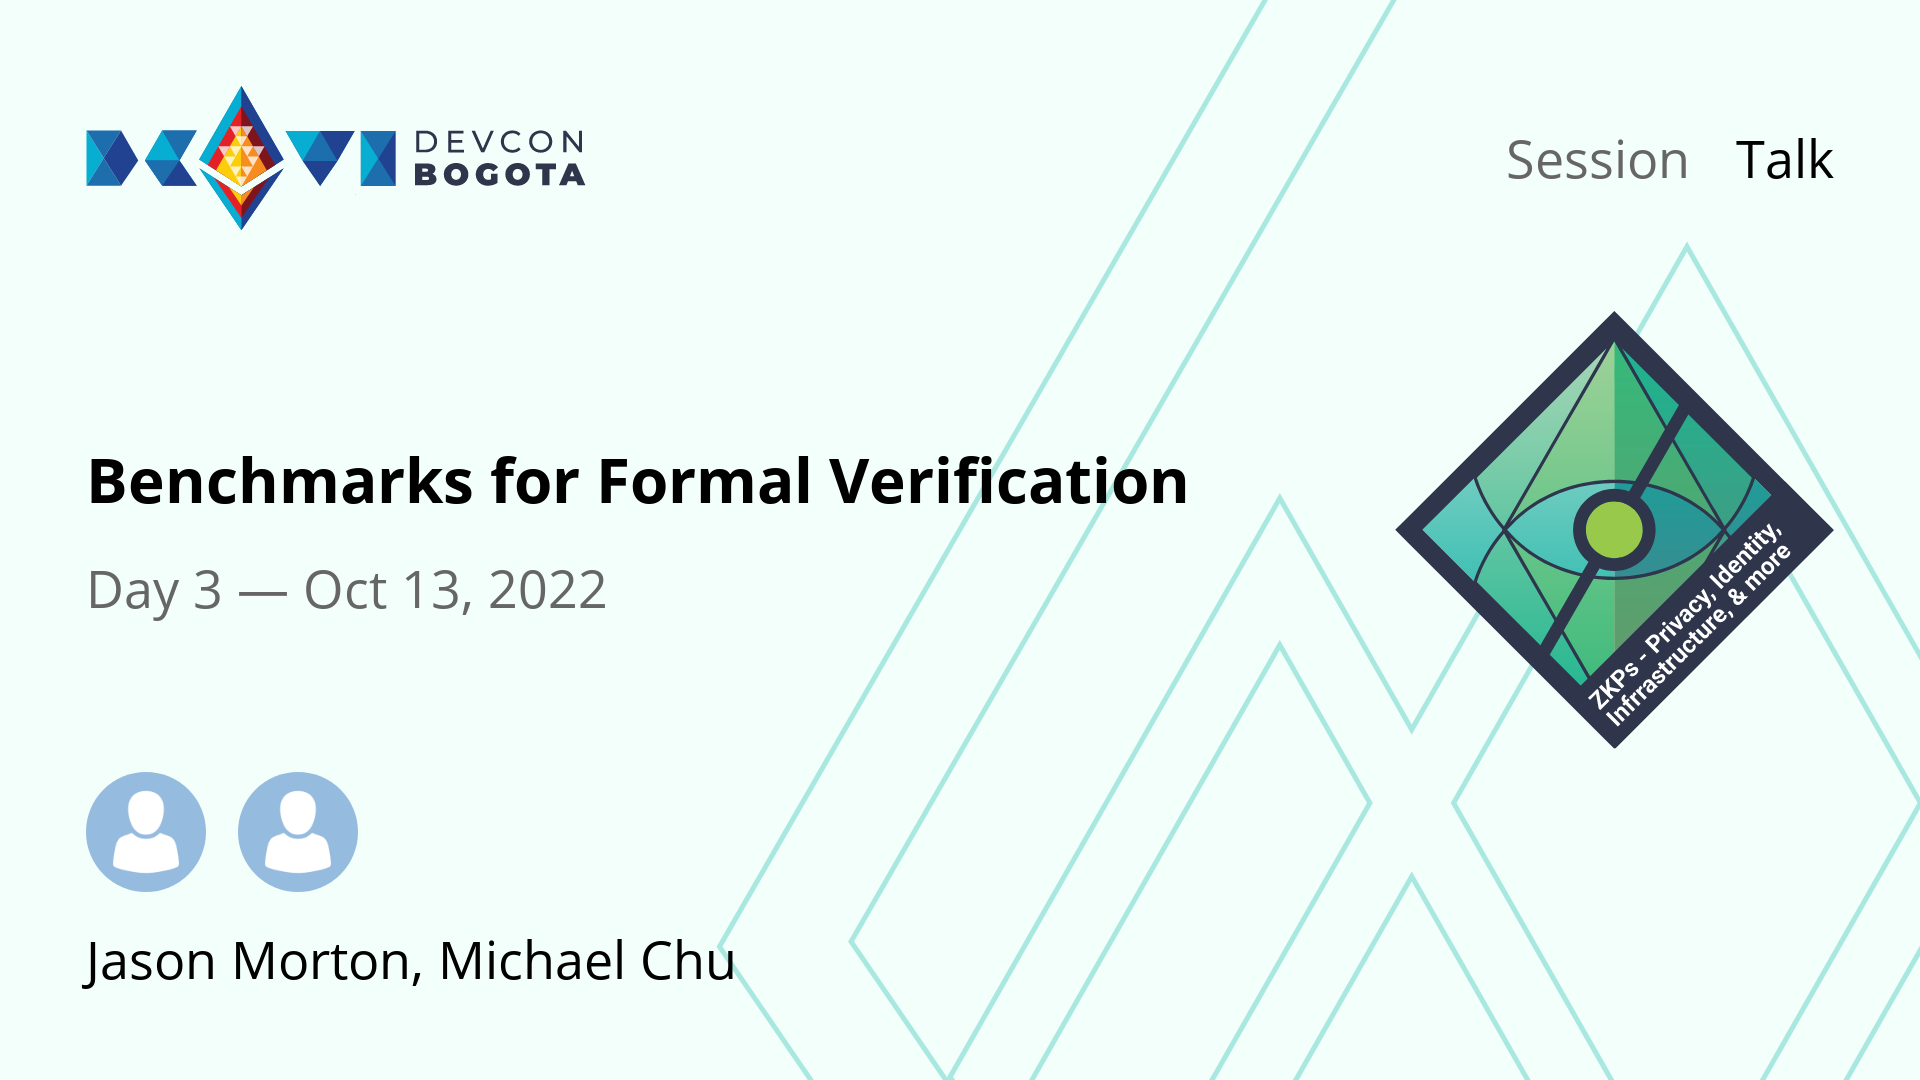 DEVCON
BOGOTA
Session Talk
Benchmarks for Formal Verification
Day 3 — Oct 13, 2022
ZKPs - Privacy, Identity,
Infrrastructure, & more
Jason Morton, Michael Chu